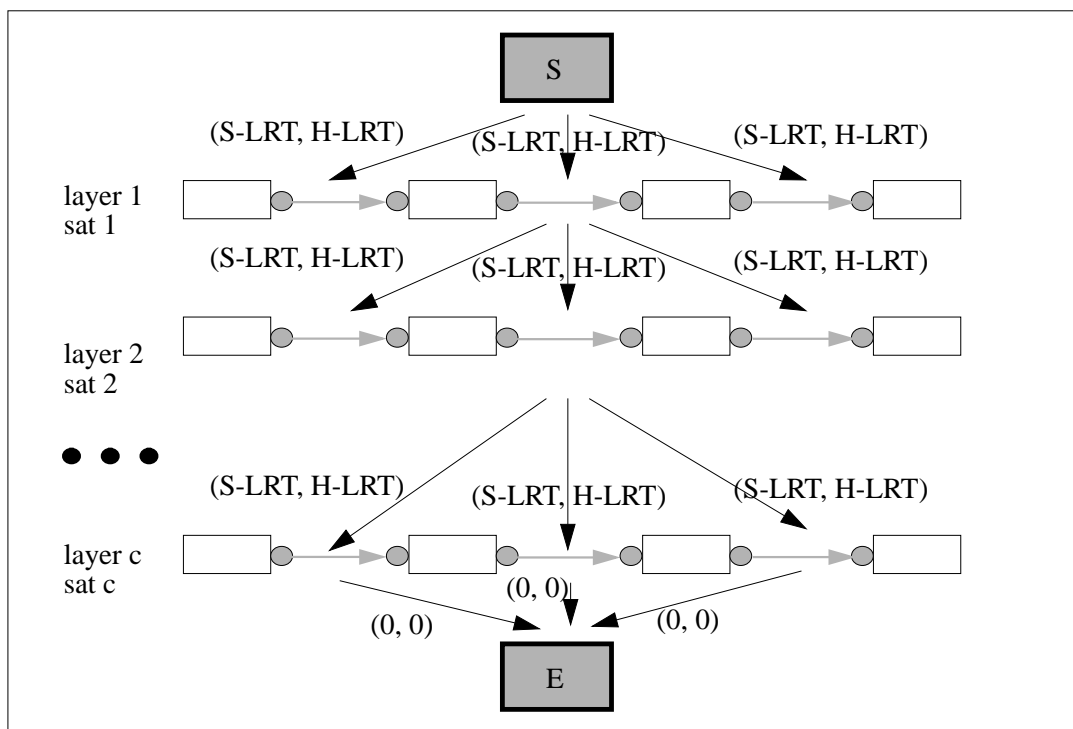 S
(S-LRT, H-LRT)
(S-LRT, H-LRT)
(S-LRT, H-LRT)
layer 1
sat 1
(S-LRT, H-LRT)
(S-LRT, H-LRT)
(S-LRT, H-LRT)
layer 2
sat 2
(S-LRT, H-LRT)
(S-LRT, H-LRT)
(S-LRT, H-LRT)
layer c
sat c
(0, 0)
(0, 0)
(0, 0)
E